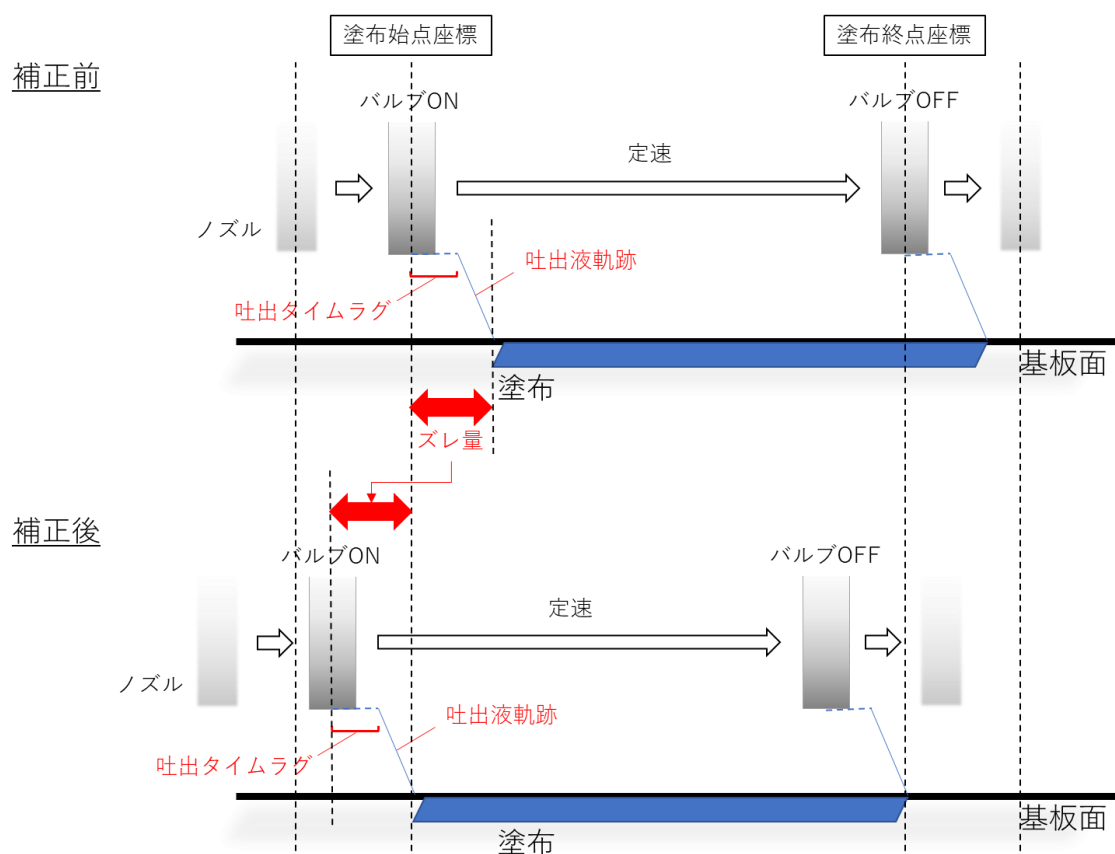 塗布始点座標
塗布終点座標
補正前
バルブON
バルブOFF
定速
ノズル
吐出液軌跡
吐出タイムラグ
基板面
塗布
ズレ量
補正後
バルブON
バルブOFF
定速
ノズル
吐出液軌跡
吐出タイムラグ
基板面
塗布